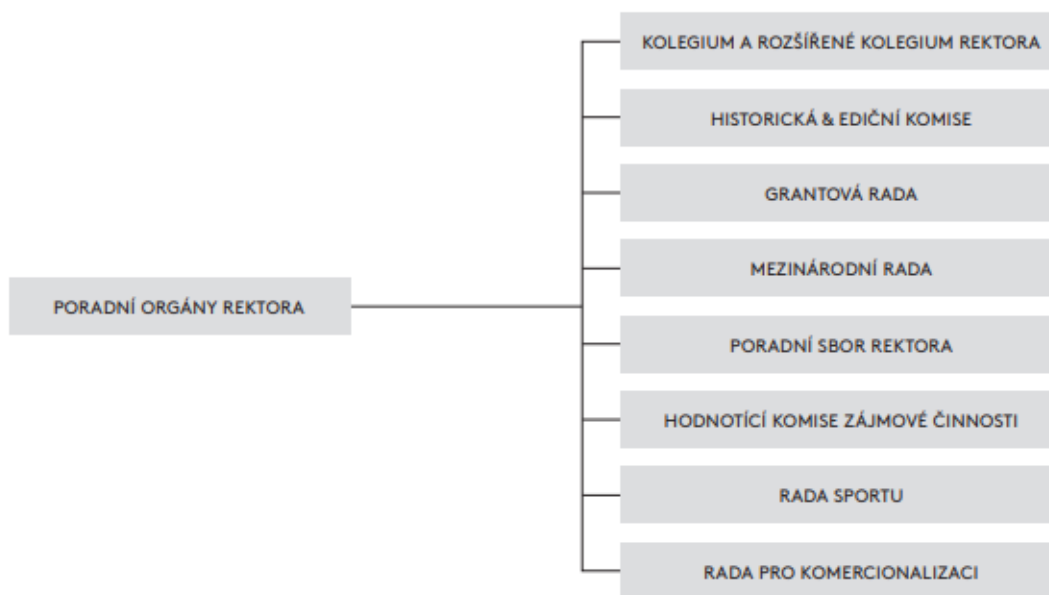 KOLEGIUM A ROZŠÍŘENÉ KOLEGIUM REKTORA
HISTORICKÁ & EDIČNÍ KOMISE
GRANTOVÁ RADA
MEZINÁRODNÍ RADA
PORADNÍ ORGÁNY REKTORA
PORADNÍ SBOR REKTORA
HODNOTÍCÍ KOMISE ZÁJMOVÉ ČINNOSTI
RADA SPORTU
RADA PRO KOMERCIONALIZACI